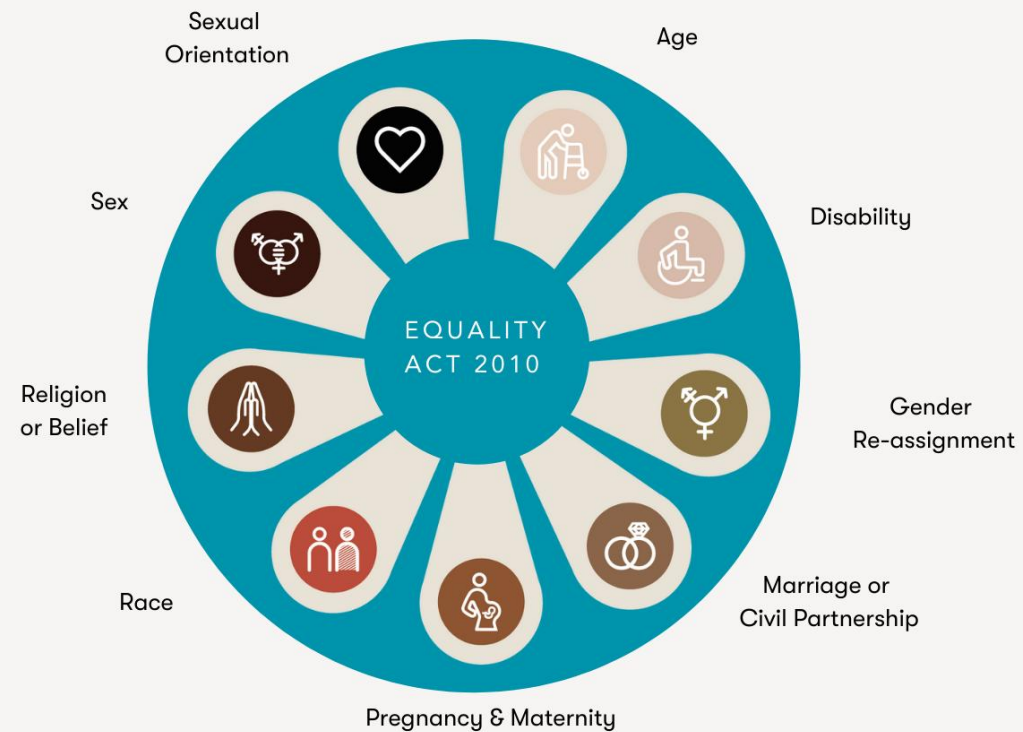 Sexual
Orientation
Age
Sex
Disability
EQUALITY
ACT 2010
Religion
or Belief
Gender
Re-assignment
Race
Marriage or
Civil Partnership
Pregnancy & Maternity